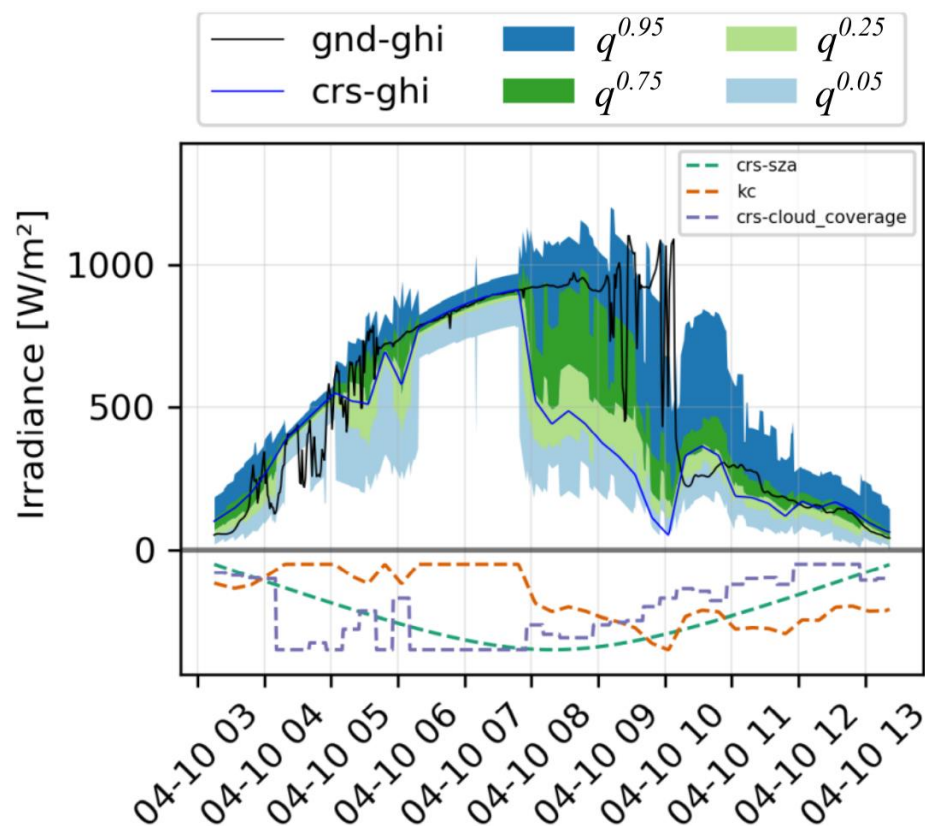 gnd-ghi q^0.95 q^0.25
crs-ghi q^0.75 q^0.05
crs-sza
kc
crs-cloud_coverage
Irradiance [W/m²]
1000
500
0
04-10 03 04-10 04 04-10 05 04-10 06 04-10 07 04-10 08 04-10 09 04-10 10 04-10 11 04-10 12 04-10 13